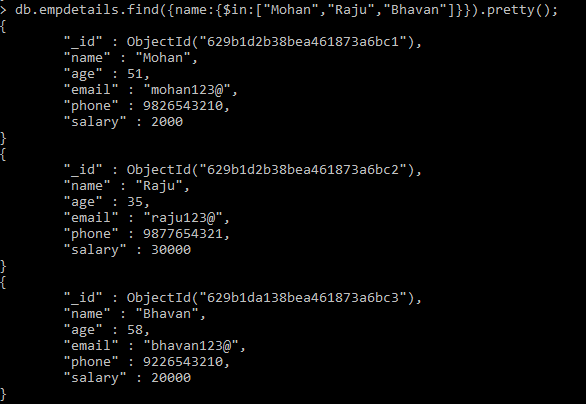 > db.empdetails.find({name:{$in:["Mohan","Raju","Bhavan"]}}).pretty();
{
        "_id" : ObjectId("629b1d2b38bea461873a6bc1"),
        "name" : "Mohan",
        "age" : 51,
        "email" : "mohan123@",
        "phone" : 9826543210,
        "salary" : 2000
}
{
        "_id" : ObjectId("629b1d2b38bea461873a6bc2"),
        "name" : "Raju",
        "age" : 35,
        "email" : "raju123@",
        "phone" : 9877654321,
        "salary" : 30000
}
{
        "_id" : ObjectId("629b1da138bea461873a6bc3"),
        "name" : "Bhavan",
        "age" : 58,
        "email" : "bhavan123@",
        "phone" : 9226543210,
        "salary" : 20000
}